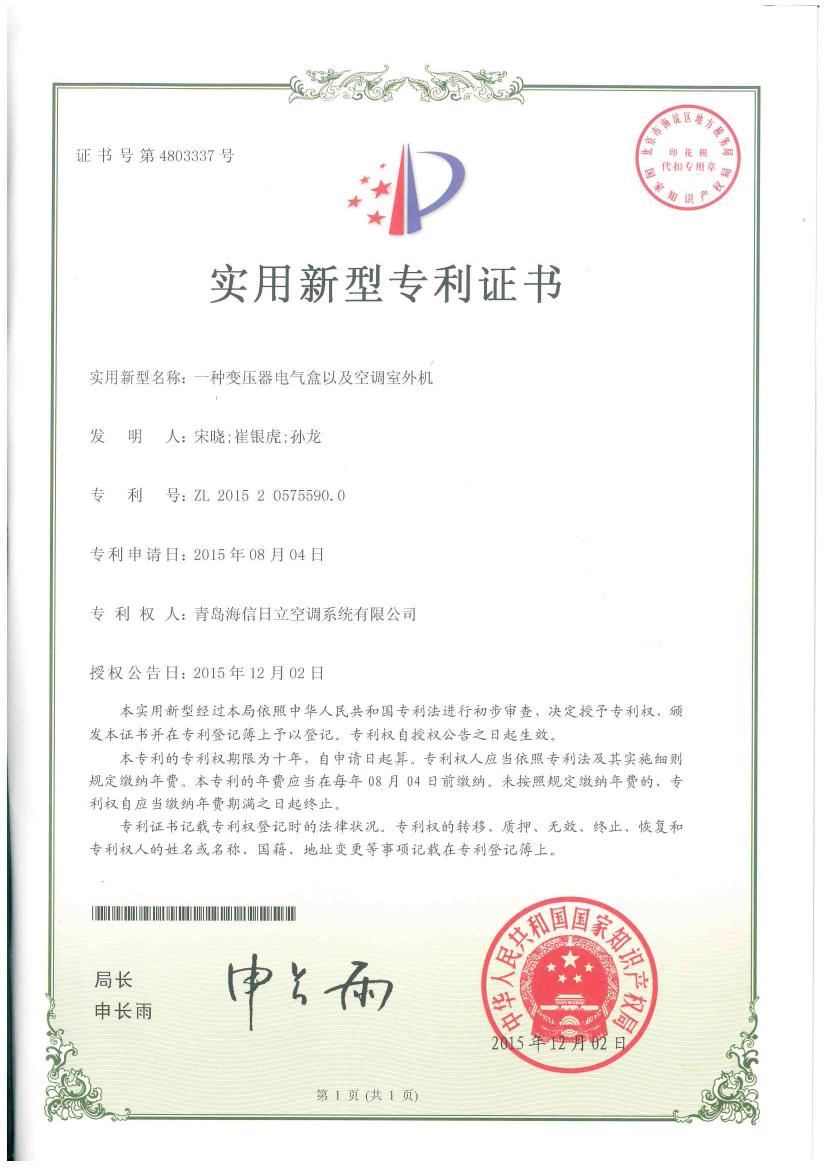 证书号第4803337号
北京市海淀区地方税务局
印花税
代扣专用章
国家知识产权局
实用新型专利证书
实用新型名称：一种变压器电气盒以及空调室外机
发明人：宋晓;崔银虎;孙龙
专利号：ZL 2015 2 0575590.0
专利申请日：2015年08月04日
专利权人：青岛海信日立空调系统有限公司
授权公告日：2015年12月02日
本实用新型经过本局依照中华人民共和国专利法进行初步审查，决定授予专利权，颁
发本证书并在专利登记簿上予以登记。专利权自授权公告之日起生效。
本专利的专利权期限为十年，自申请日起算。专利权人应当依照专利法及其实施细则
规定缴纳年费。本专利的年费应当在每年08月04日前缴纳。未按照规定缴纳年费的，专
利权自应当缴纳年费期满之日起终止。
专利证书记载专利权登记时的法律状况。专利权的转移、质押、无效、终止、恢复和
专利权人的姓名或名称、国籍、地址变更等事项记载在专利登记簿上。
局长
申长雨
申长雨
中华人民共和国国家知识产权局
2015年12月02日
第1页(共1页)